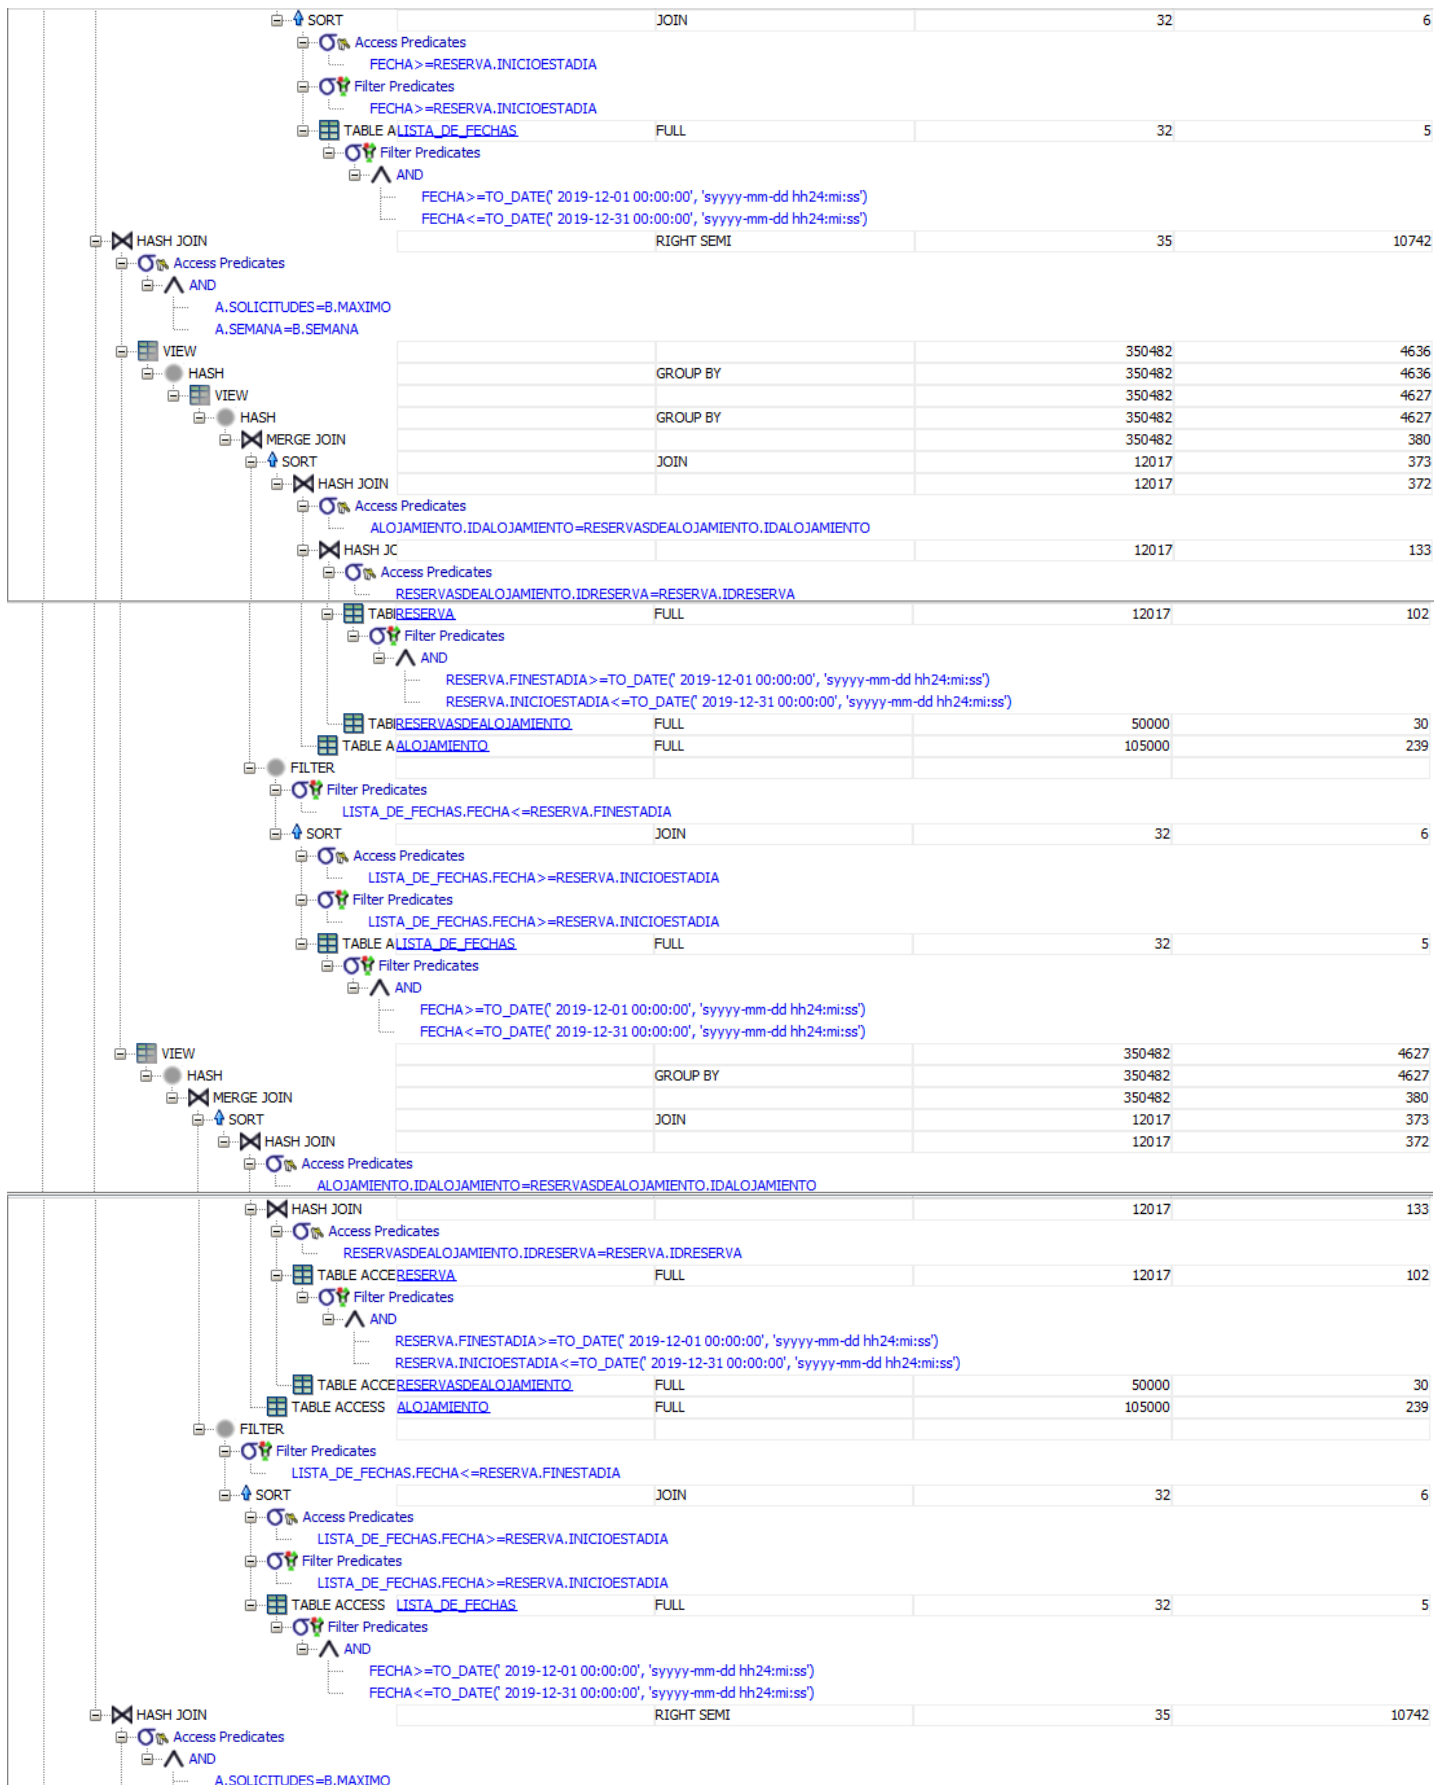 SORT JOIN 32 6
Access Predicates
FECHA>=RESERVA.INICIOESTADIA
Filter Predicates
FECHA>=RESERVA.INICIOESTADIA
TABLE A LISTA_DE_FECHAS FULL 32 5
Filter Predicates
AND
FECHA>=TO_DATE(' 2019-12-01 00:00:00', 'syyyy-mm-dd hh24:mi:ss')
FECHA<=TO_DATE(' 2019-12-31 00:00:00', 'syyyy-mm-dd hh24:mi:ss')
HASH JOIN RIGHT SEMI 35 10742
Access Predicates
AND
A.SOLICITUDES=B.MAXIMO
A.SEMANA=B.SEMANA
VIEW 350482 4636
HASH GROUP BY 350482 4636
VIEW 350482 4627
HASH GROUP BY 350482 4627
MERGE JOIN 350482 380
SORT JOIN 12017 373
HASH JOIN 12017 372
Access Predicates
ALOJAMIENTO.IDALOJAMIENTO=RESERVASDEALOJAMIENTO.IDALOJAMIENTO
HASH JC 12017 133
Access Predicates
RESERVASDEALOJAMIENTO.IDRESERVA=RESERVA.IDRESERVA
TABI RESERVA FULL 12017 102
Filter Predicates
AND
RESERVA.FINESTADIA>=TO_DATE(' 2019-12-01 00:00:00', 'syyyy-mm-dd hh24:mi:ss')
RESERVA.INICIOESTADIA<=TO_DATE(' 2019-12-31 00:00:00', 'syyyy-mm-dd hh24:mi:ss')
TABI RESERVASDEALOJAMIENTO FULL 50000 30
TABLE A ALOJAMIENTO FULL 105000 239
FILTER
Filter Predicates
LISTA_DE_FECHAS.FECHA<=RESERVA.FINESTADIA
SORT JOIN 32 6
Access Predicates
LISTA_DE_FECHAS.FECHA>=RESERVA.INICIOESTADIA
Filter Predicates
LISTA_DE_FECHAS.FECHA>=RESERVA.INICIOESTADIA
TABLE A LISTA_DE_FECHAS FULL 32 5
Filter Predicates
AND
FECHA>=TO_DATE(' 2019-12-01 00:00:00', 'syyyy-mm-dd hh24:mi:ss')
FECHA<=TO_DATE(' 2019-12-31 00:00:00', 'syyyy-mm-dd hh24:mi:ss')
VIEW 350482 4627
HASH GROUP BY 350482 4627
MERGE JOIN 350482 380
SORT JOIN 12017 373
HASH JOIN 12017 372
Access Predicates
ALOJAMIENTO.IDALOJAMIENTO=RESERVASDEALOJAMIENTO.IDALOJAMIENTO
HASH JOIN 12017 133
Access Predicates
RESERVASDEALOJAMIENTO.IDRESERVA=RESERVA.IDRESERVA
TABLE ACCE RESERVA FULL 12017 102
Filter Predicates
AND
RESERVA.FINESTADIA>=TO_DATE(' 2019-12-01 00:00:00', 'syyyy-mm-dd hh24:mi:ss')
RESERVA.INICIOESTADIA<=TO_DATE(' 2019-12-31 00:00:00', 'syyyy-mm-dd hh24:mi:ss')
TABLE ACCE RESERVASDEALOJAMIENTO FULL 50000 30
TABLE ACCESS ALOJAMIENTO FULL 105000 239
FILTER
Filter Predicates
LISTA_DE_FECHAS.FECHA<=RESERVA.FINESTADIA
SORT JOIN 32 6
Access Predicates
LISTA_DE_FECHAS.FECHA>=RESERVA.INICIOESTADIA
Filter Predicates
LISTA_DE_FECHAS.FECHA>=RESERVA.INICIOESTADIA
TABLE ACCESS LISTA_DE_FECHAS FULL 32 5
Filter Predicates
AND
FECHA>=TO_DATE(' 2019-12-01 00:00:00', 'syyyy-mm-dd hh24:mi:ss')
FECHA<=TO_DATE(' 2019-12-31 00:00:00', 'syyyy-mm-dd hh24:mi:ss')
HASH JOIN RIGHT SEMI 35 10742
Access Predicates
AND
A.SOLICITUDES=B.MAXIMO